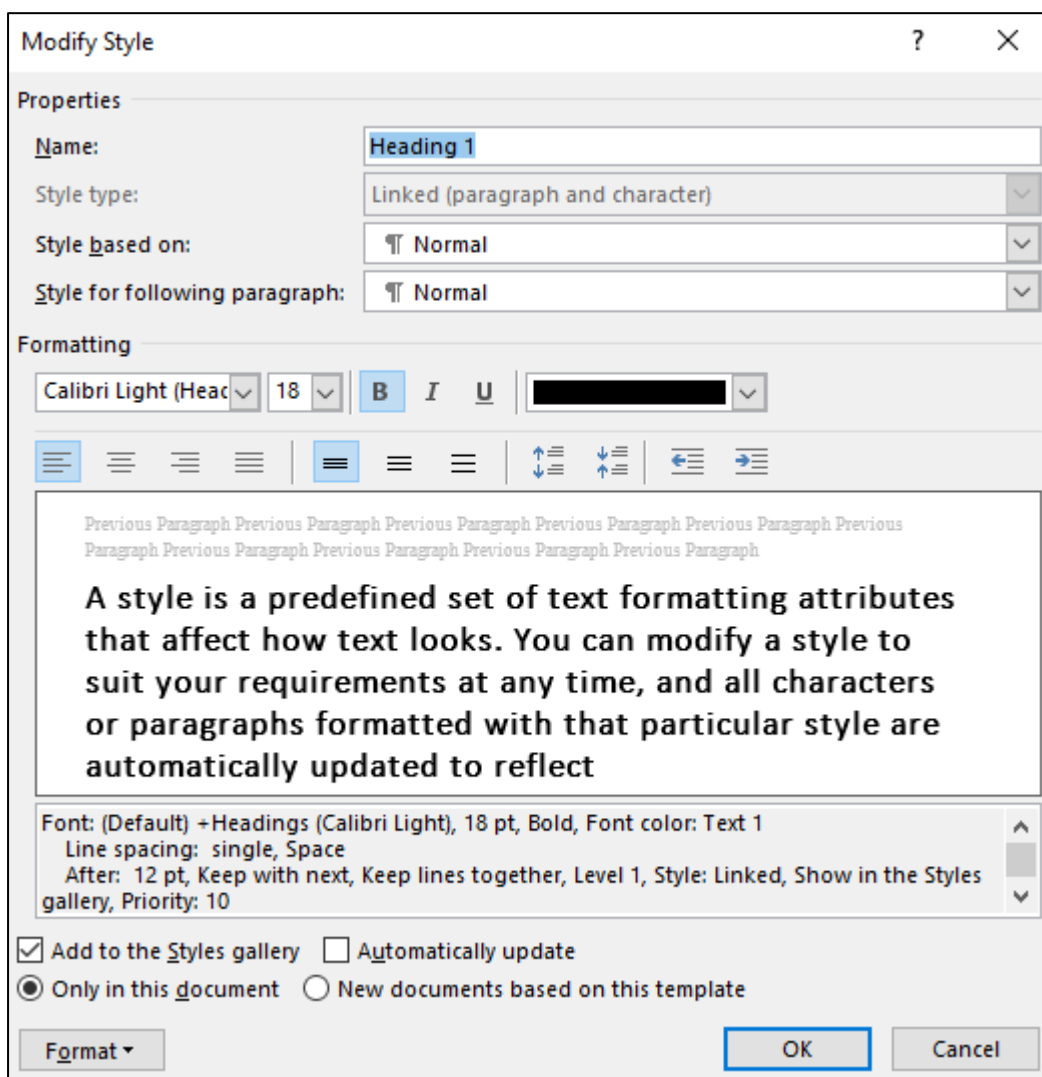 Modify Style ?
Properties
Name: Heading 1
Style type: Linked (paragraph and character)
Style based on: ¶ Normal
Style for following paragraph: ¶ Normal
Formatting
Calibri Light (Head 18 B I U
Previous Paragraph Previous Paragraph Previous Paragraph Previous Paragraph Previous Paragraph Previous
Paragraph Previous Paragraph Previous Paragraph Previous Paragraph Previous Paragraph
A style is a predefined set of text formatting attributes
that affect how text looks. You can modify a style to
suit your requirements at any time, and all characters
or paragraphs formatted with that particular style are
automatically updated to reflect
Font: (Default) +Headings (Calibri Light), 18 pt, Bold, Font color: Text 1
Line spacing: single, Space
After: 12 pt, Keep with next, Keep lines together, Level 1, Style: Linked, Show in the Styles
gallery, Priority: 10
Add to the Styles gallery Automatically update
Only in this document New documents based on this template
Format OK Cancel